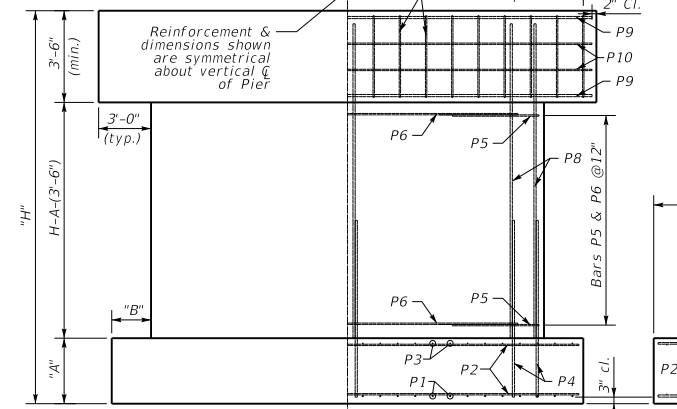 2" Cl.
Reinforcement &
dimensions shown
are symmetrical
about vertical ℄
of Pier
P9
P10
P9
3'-6"
(min.)
3'-0"
(typ.)
P6
P5
P8
Bars P5 & P6 @12"
"H"
H-A-(3'-6")
P6
P5
"B"
"A"
P3
P2
P1
P4
3" cl.
P2